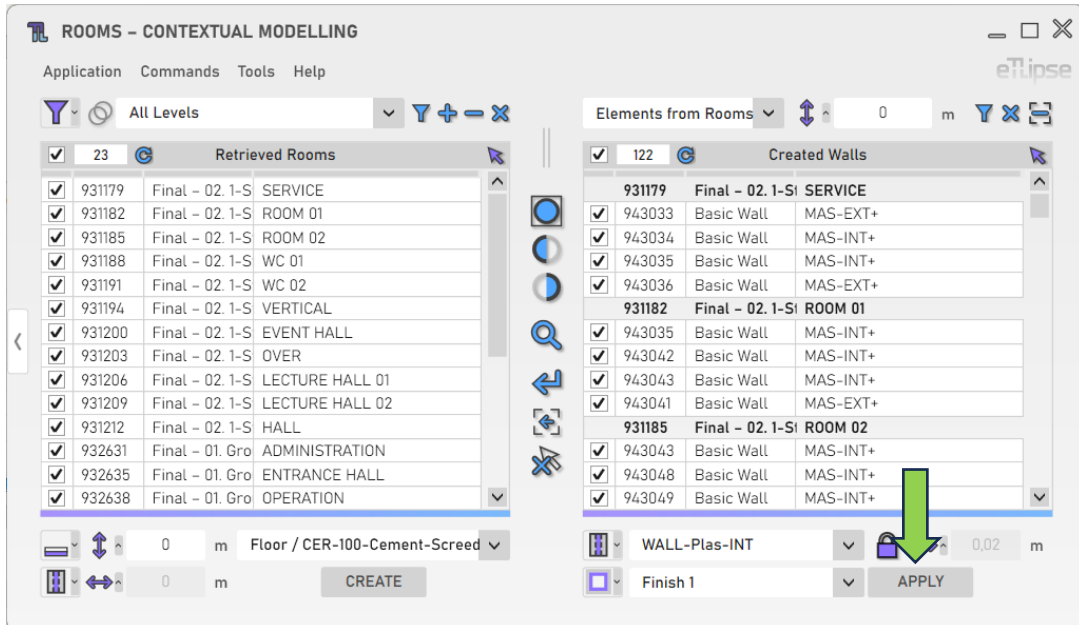 ROOMS – CONTEXTUAL MODELLING
Application Commands Tools Help
eTLipse
All Levels
Elements from Rooms 0 m
23 Retrieved Rooms
931179 Final – 02. 1-S SERVICE
931182 Final – 02. 1-S ROOM 01
931185 Final – 02. 1-S ROOM 02
931188 Final – 02. 1-S WC 01
931191 Final – 02. 1-S WC 02
931194 Final – 02. 1-S VERTICAL
931200 Final – 02. 1-S EVENT HALL
931203 Final – 02. 1-S OVER
931206 Final – 02. 1-S LECTURE HALL 01
931209 Final – 02. 1-S LECTURE HALL 02
931212 Final – 02. 1-S HALL
932631 Final – 01. Gro ADMINISTRATION
932635 Final – 01. Gro ENTRANCE HALL
932638 Final – 01. Gro OPERATION
0 m Floor / CER-100-Cement-Screed
0 m CREATE
122 Created Walls
931179 Final – 02. 1-St SERVICE
943033 Basic Wall MAS-EXT+
943034 Basic Wall MAS-INT+
943035 Basic Wall MAS-INT+
943036 Basic Wall MAS-EXT+
931182 Final – 02. 1-St ROOM 01
943035 Basic Wall MAS-INT+
943042 Basic Wall MAS-INT+
943043 Basic Wall MAS-INT+
943041 Basic Wall MAS-EXT+
931185 Final – 02. 1-St ROOM 02
943043 Basic Wall MAS-INT+
943048 Basic Wall MAS-INT+
943049 Basic Wall MAS-INT+
WALL-Plas-INT 0,02 m
Finish 1 APPLY